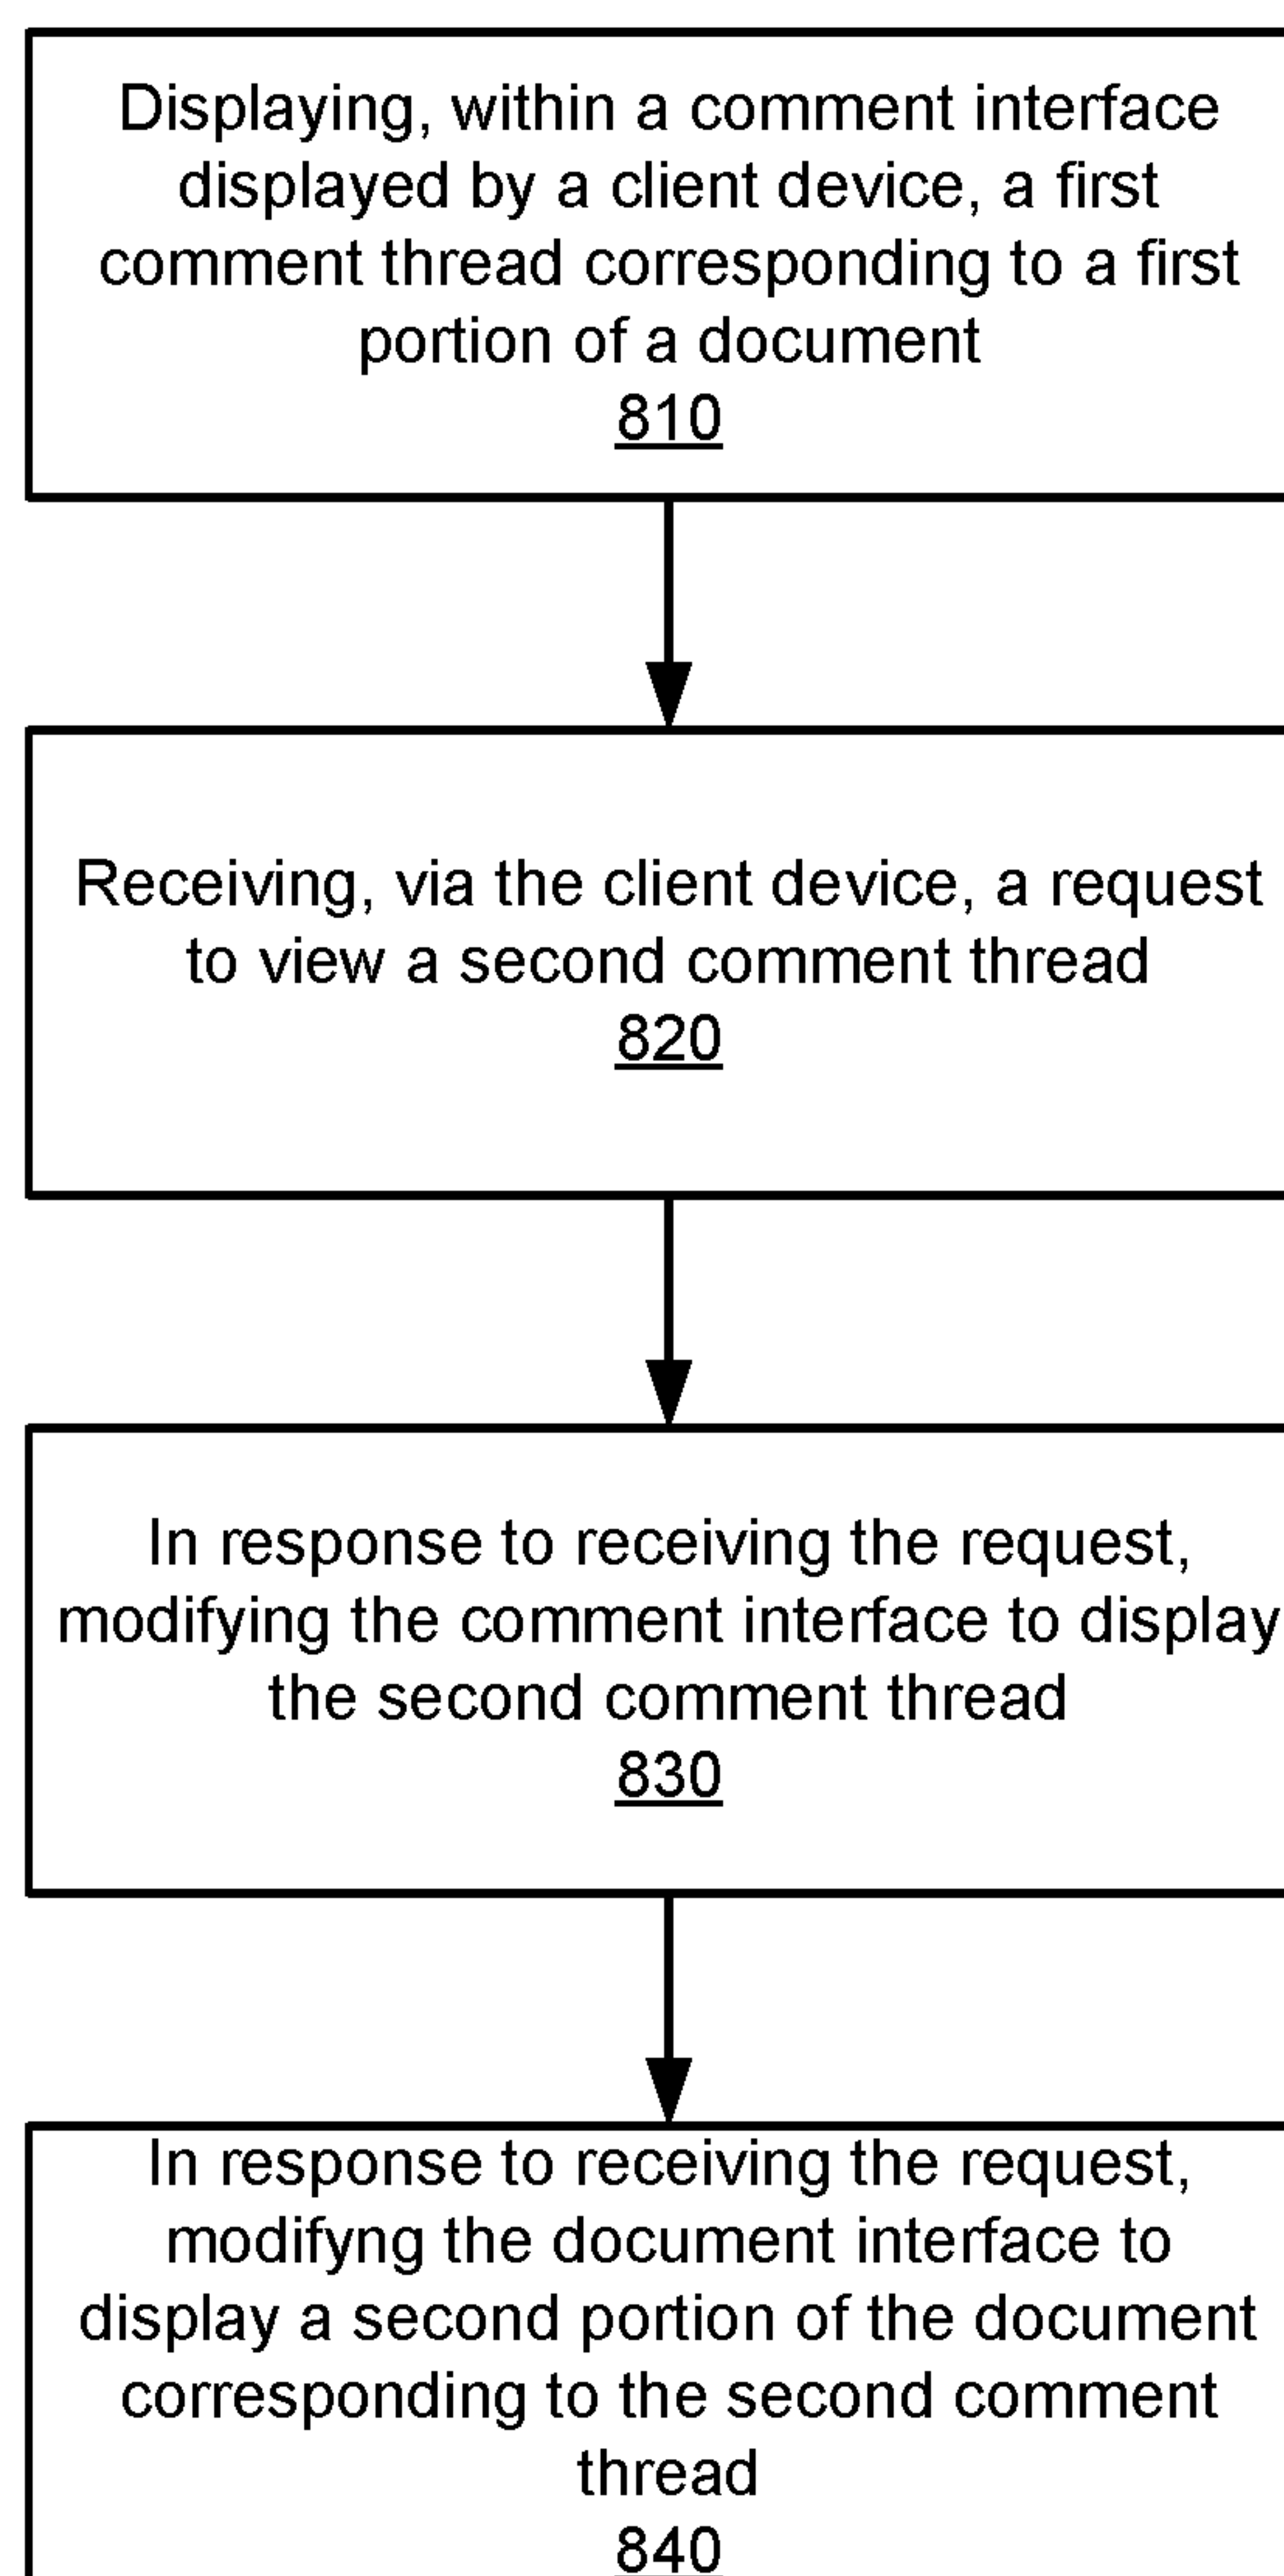 Displaying, within a comment interface
displayed by a client device, a first
comment thread corresponding to a first
portion of a document
810
Receiving, via the client device, a request
to view a second comment thread
820
In response to receiving the request,
modifying the comment interface to display
the second comment thread
830
In response to receiving the request,
modifyng the document interface to
display a second portion of the document
corresponding to the second comment
thread
840